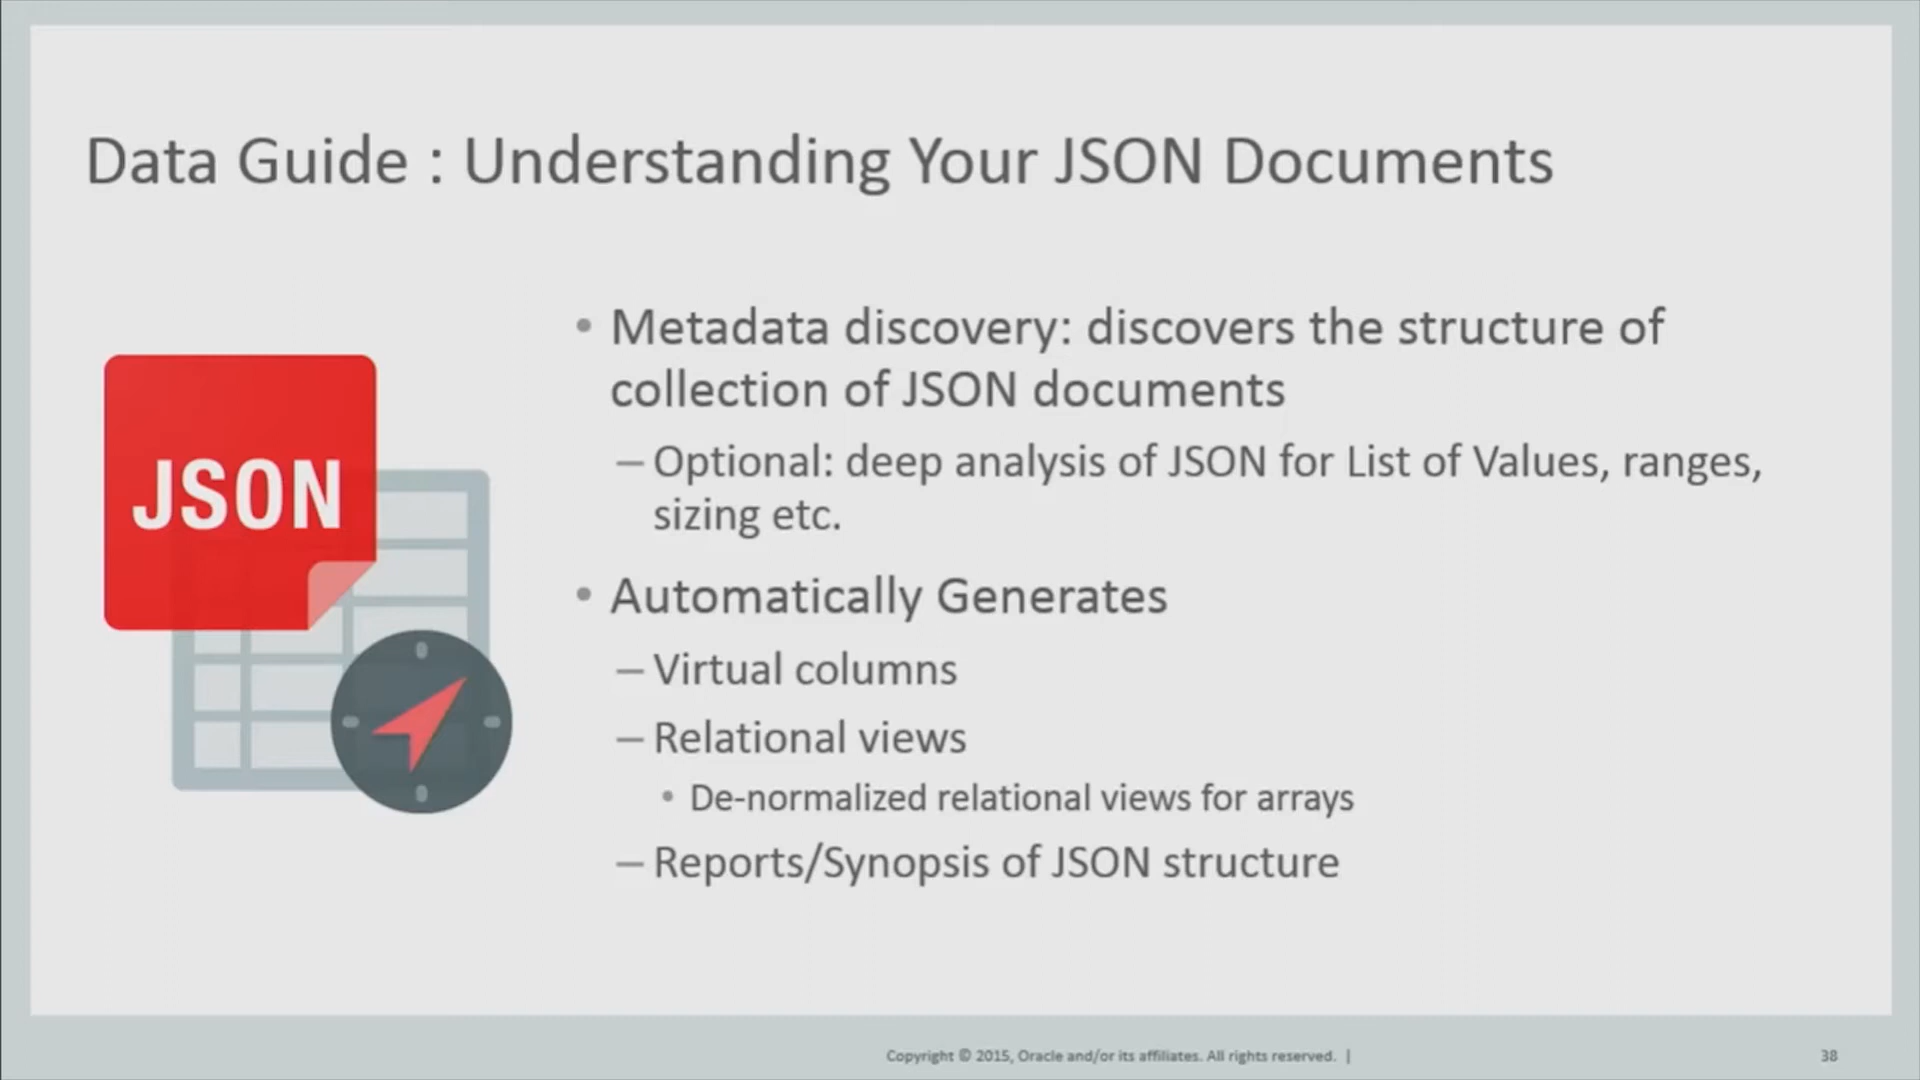 Data Guide : Understanding Your JSON Documents
JSON
• Metadata discovery: discovers the structure of
collection of JSON documents
– Optional: deep analysis of JSON for List of Values, ranges,
sizing etc.
• Automatically Generates
– Virtual columns
– Relational views
• De-normalized relational views for arrays
– Reports/Synopsis of JSON structure
Copyright © 2015, Oracle and/or its affiliates. All rights reserved. |
38